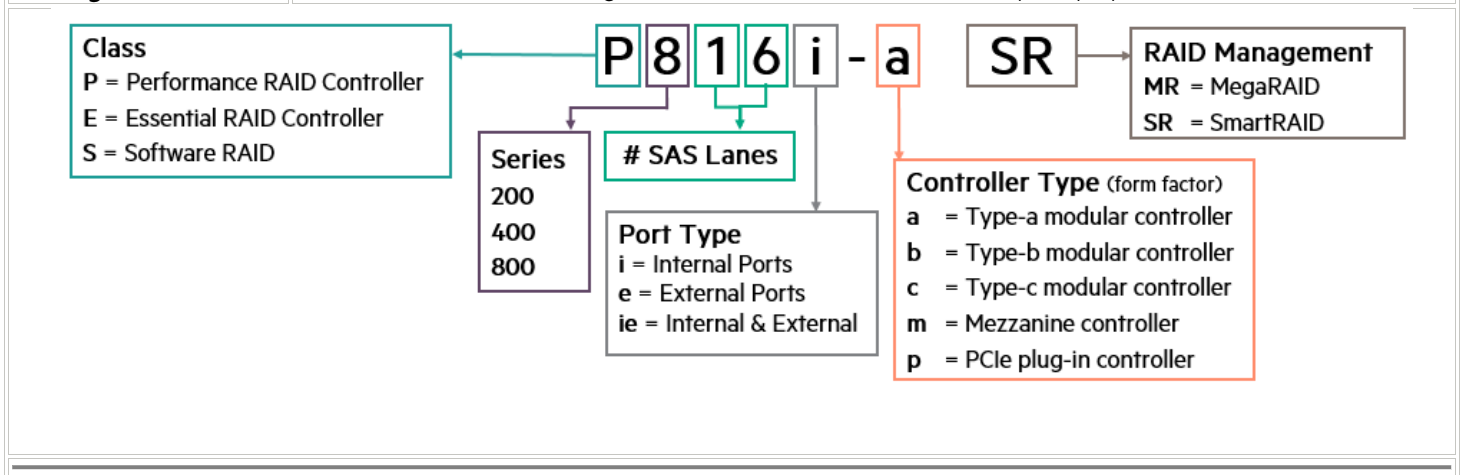 P816i-a SR
Class
P = Performance RAID Controller
E = Essential RAID Controller
S = Software RAID
Series
200
400
800
# SAS Lanes
Port Type
i = Internal Ports
e = External Ports
ie = Internal & External
Controller Type (form factor)
a = Type-a modular controller
b = Type-b modular controller
c = Type-c modular controller
m = Mezzanine controller
p = PCIe plug-in controller
RAID Management
MR = MegaRAID
SR = SmartRAID